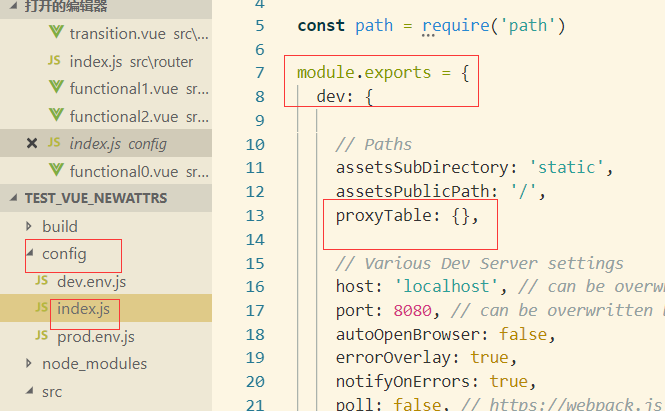 打开的编辑器
transition.vue src\...
JS index.js src\router
functional1.vue sr...
functional2.vue sr...
JS index.js config
functional0.vue sr...
TEST_VUE_NEWATTRS
build
config
JS dev.env.js
JS index.js
JS prod.env.js
node_modules
src
4
5 const path = require('path')
6
7 module.exports = {
8 dev: {
9
10 // Paths
11 assetsSubDirectory: 'static',
12 assetsPublicPath: '/',
13 proxyTable: {},
14
15 // Various Dev Server settings
16 host: 'localhost', // can be overw
17 port: 8080, // can be overwritten
18 autoOpenBrowser: false,
19 errorOverlay: true,
20 notifyOnErrors: true,
21 poll: false, // https://webpack.js